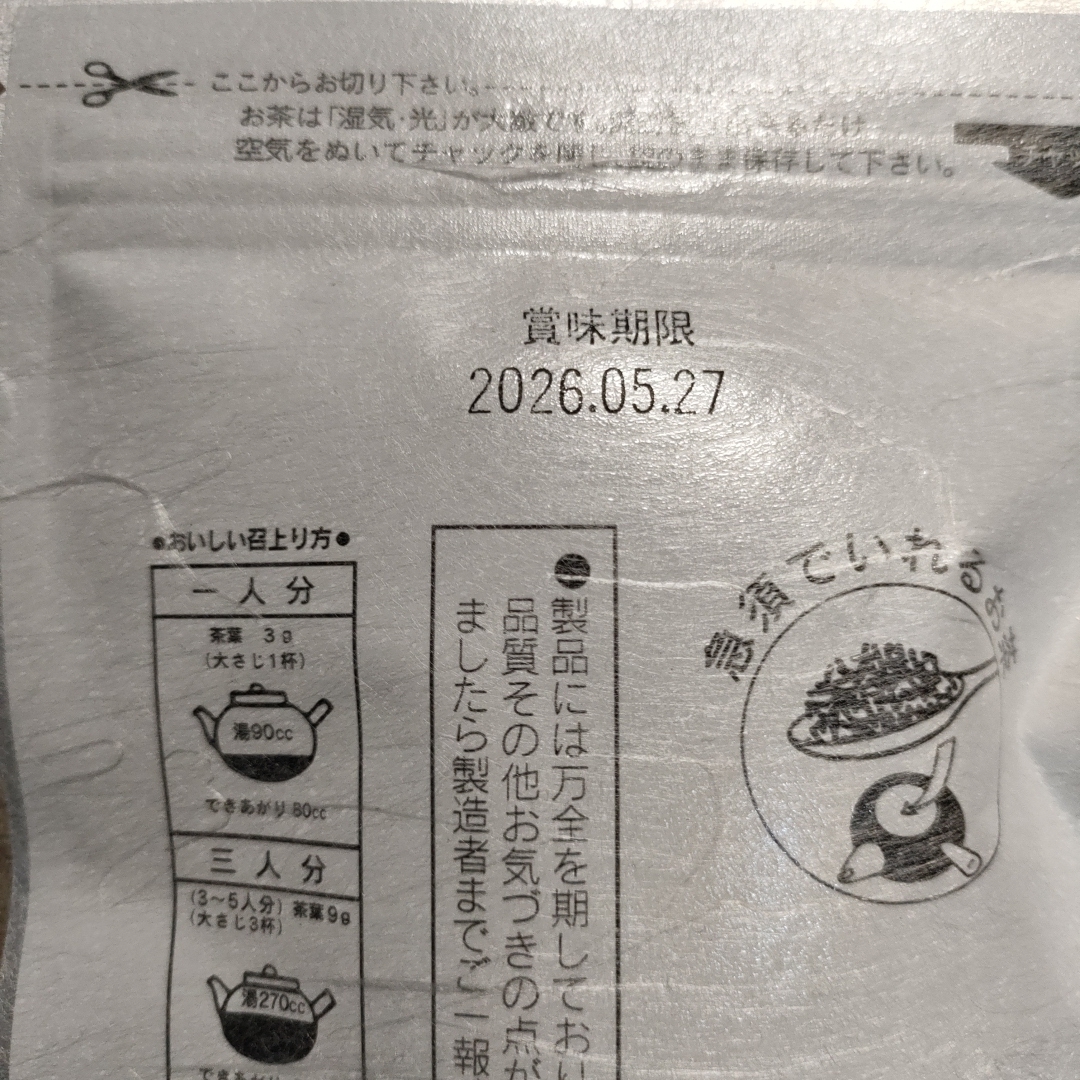 ここからお切り下さい。
お茶は「湿気・光」が大敵です。
空気をぬいてチャックを閉じ、このまま保存して下さい。
賞味期限
2026.05.27
●おいしい召上り方●
一人分
茶葉 3g
(大さじ1杯)
湯90cc
できあがり 80cc
三人分
(3〜5人分) 茶葉9g
(大さじ3杯)
湯270cc
できあがり
●製品には万全を期しており
品質その他お気づきの点が
ましたら製造者までご一報
急須でいれるお茶